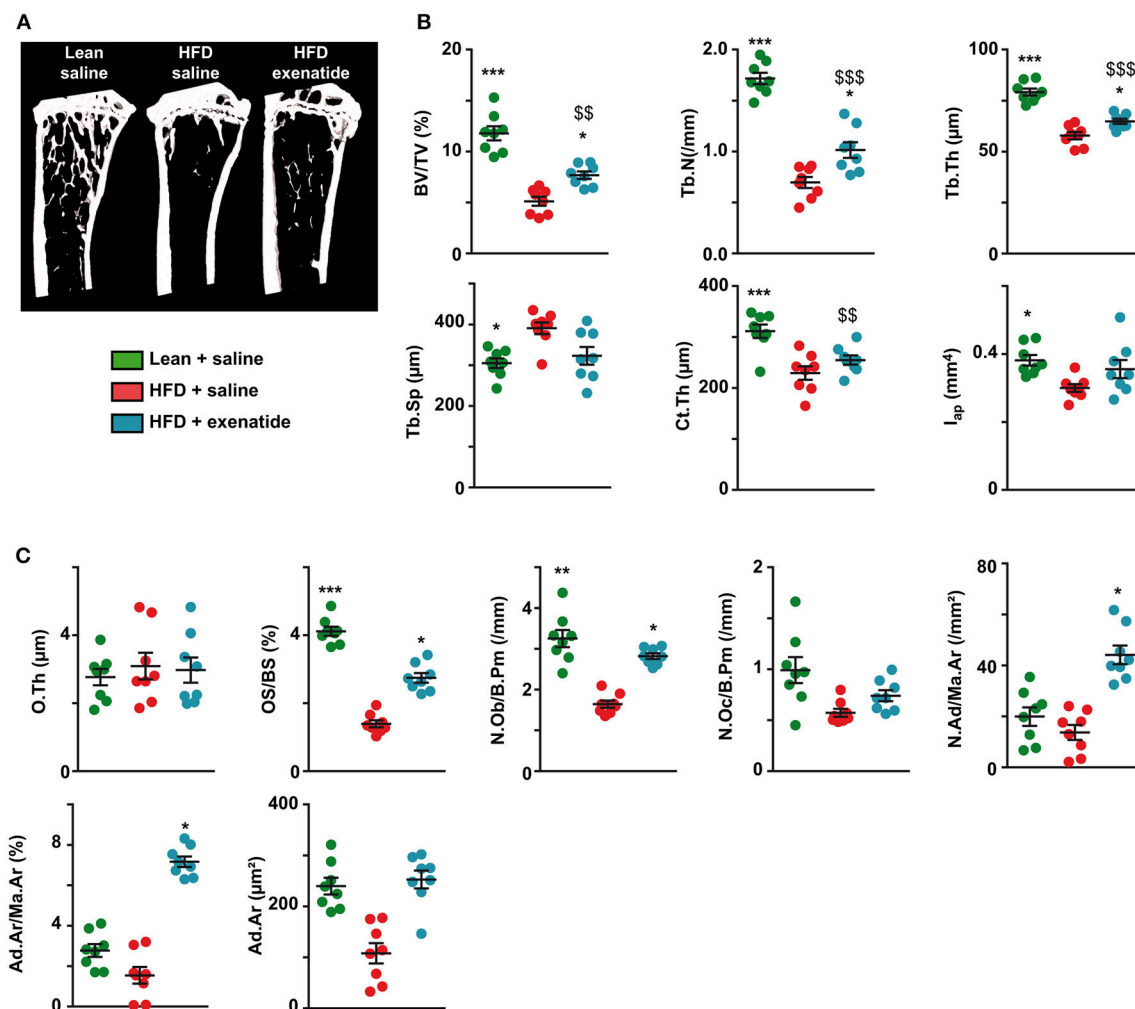 A
Lean
saline
HFD
saline
HFD
exenatide
Lean + saline
HFD + saline
HFD + exenatide
B
BV/TV (%)
20
10
0
***
$$
*
Tb.N(/mm)
2.0
1.0
0.0
***
$$$
*
Tb.Th (µm)
100
50
0
***
$$$
*
Tb.Sp (µm)
400
200
0
*
Ct.Th (µm)
400
200
0
***
$$
Iap (mm⁴)
0.4
0
*
C
O.Th (µm)
4
0
OS/BS (%)
4
0
***
*
N.Ob/B.Pm (/mm)
4
2
0
**
*
N.Oc/B.Pm (/mm)
2
1
0
N.Ad/Ma.Ar (/mm²)
80
40
0
*
Ad.Ar/Ma.Ar (%)
8
4
0
*
Ad.Ar (µm²)
400
200
0